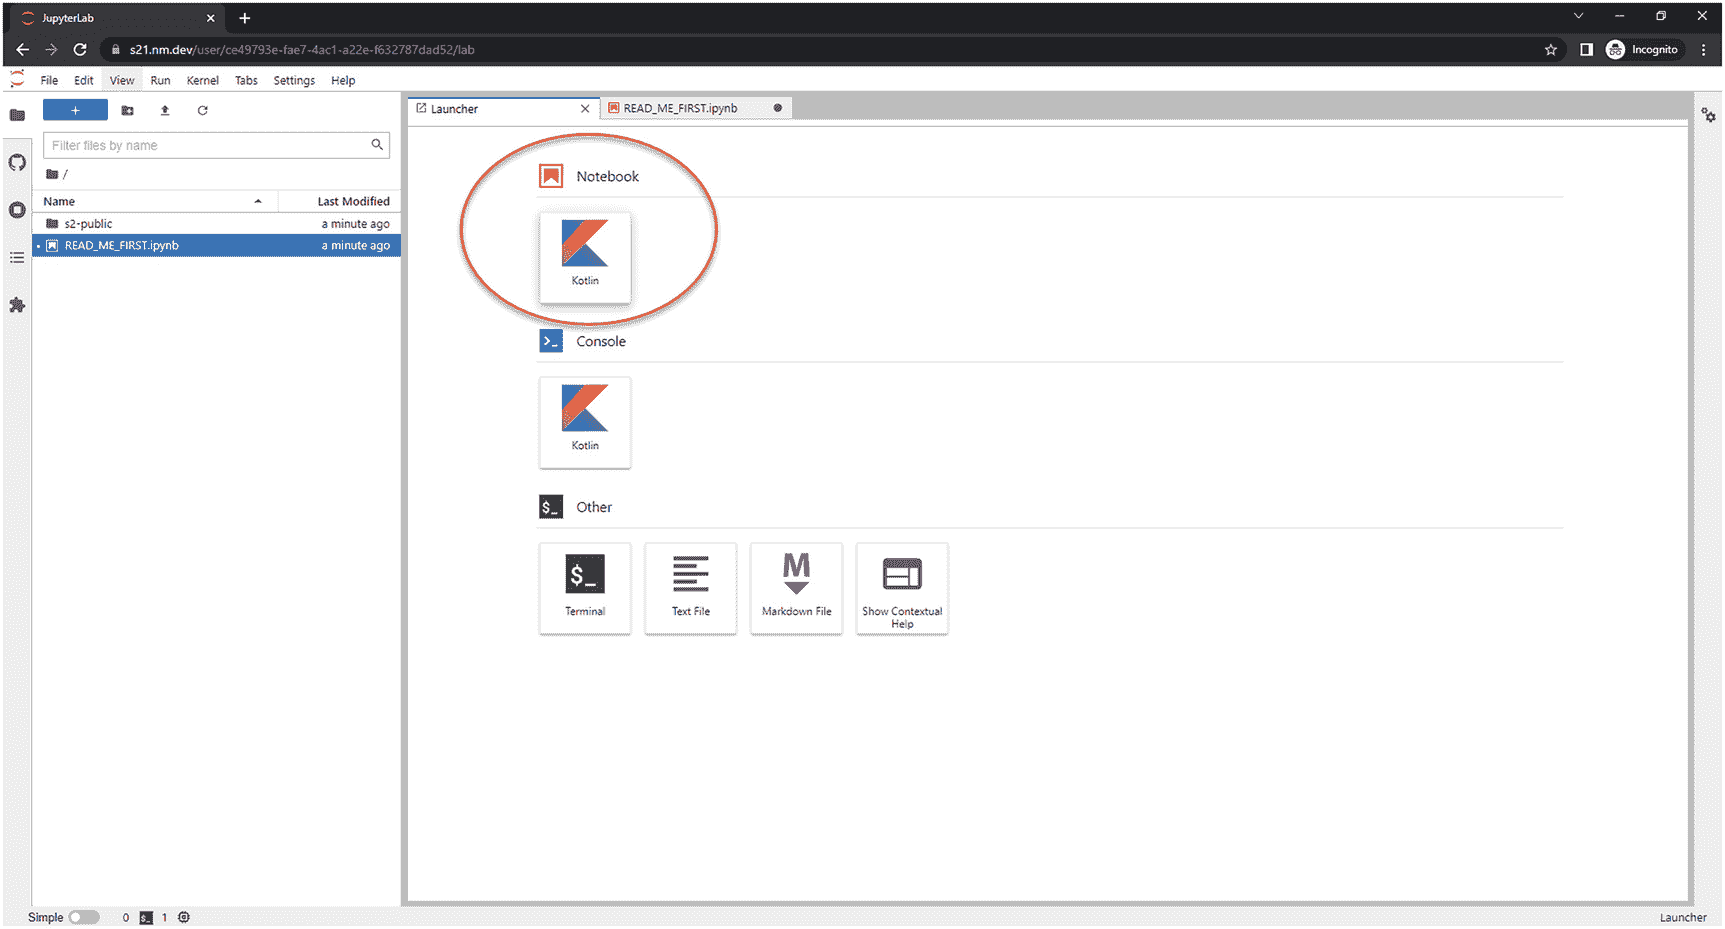 JupyterLab
s21.nm.dev/user/ce49793e-fae7-4ac1-a22e-f632787dad52/lab
Incognito
File Edit View Run Kernel Tabs Settings Help
Filter files by name
/
Name Last Modified
s2-public a minute ago
READ_ME_FIRST.ipynb a minute ago
Launcher READ_ME_FIRST.ipynb
Notebook
Kotlin
Console
Kotlin
$_ Other
$_
Terminal
Text File
M
Markdown File
Show Contextual
Help
Simple 0 $_ 1
Launcher